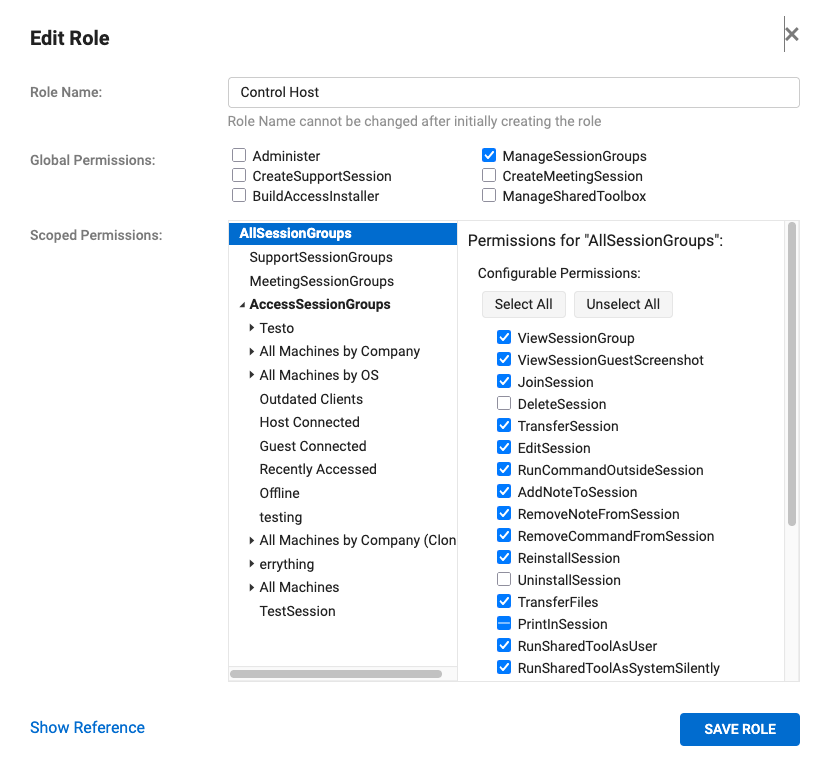 Edit Role
Role Name:
Control Host
Role Name cannot be changed after initially creating the role
Global Permissions:
Administer
ManageSessionGroups
CreateSupportSession
CreateMeetingSession
BuildAccessInstaller
ManageSharedToolbox
Scoped Permissions:
AllSessionGroups
SupportSessionGroups
MeetingSessionGroups
AccessSessionGroups
Testo
All Machines by Company
All Machines by OS
Outdated Clients
Host Connected
Guest Connected
Recently Accessed
Offline
testing
All Machines by Company (Clon
errything
All Machines
TestSession
Permissions for "AllSessionGroups":
Configurable Permissions:
Select All
Unselect All
ViewSessionGroup
ViewSessionGuestScreenshot
JoinSession
DeleteSession
TransferSession
EditSession
RunCommandOutsideSession
AddNoteToSession
RemoveNoteFromSession
RemoveCommandFromSession
ReinstallSession
UninstallSession
TransferFiles
PrintInSession
RunSharedToolAsUser
RunSharedToolAsSystemSilently
Show Reference
SAVE ROLE